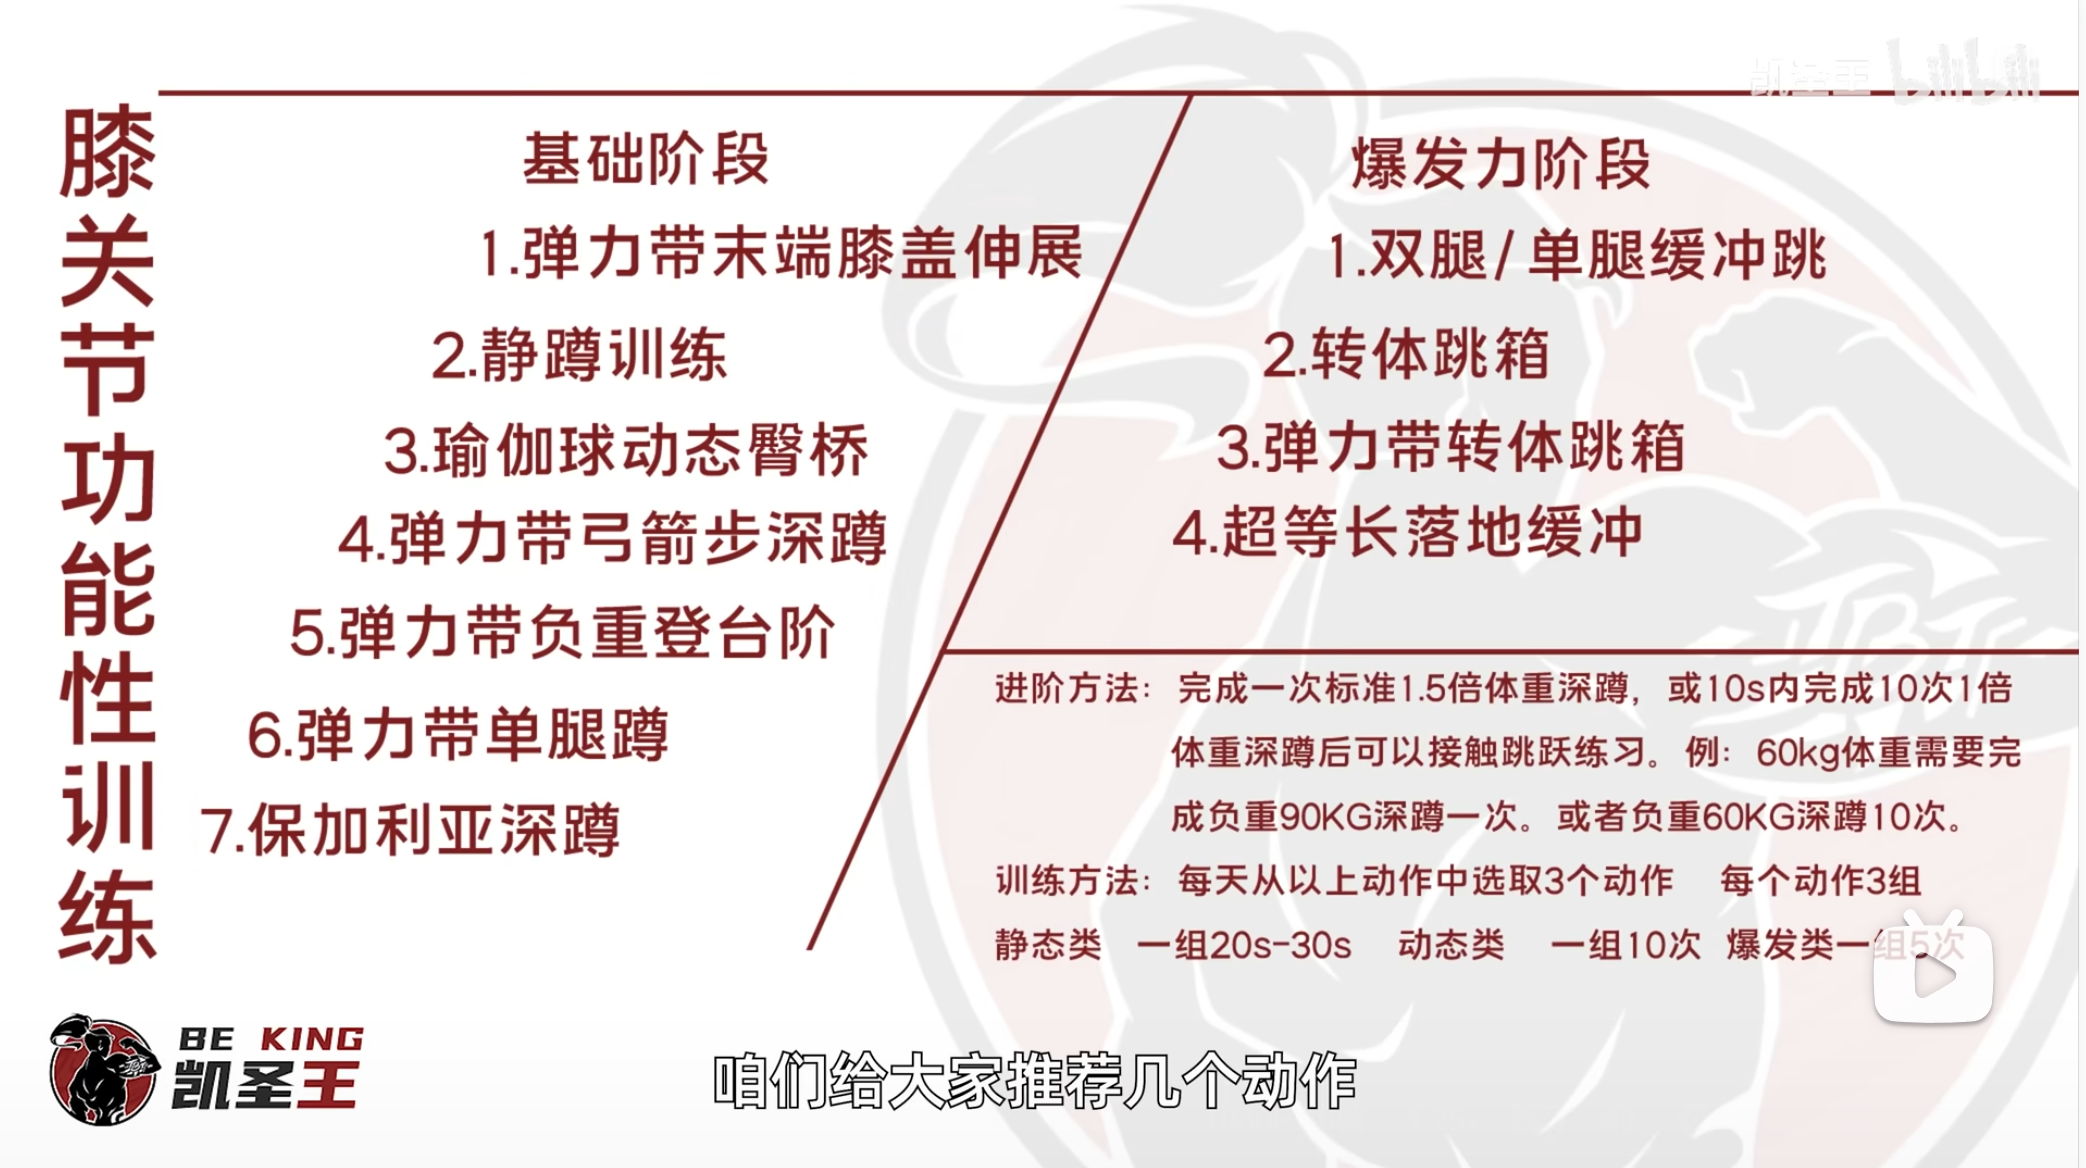 凯圣王 bilibili
膝关节功能性训练
基础阶段
1.弹力带末端膝盖伸展
2.静蹲训练
3.瑜伽球动态臀桥
4.弹力带弓箭步深蹲
5.弹力带负重登台阶
6.弹力带单腿蹲
7.保加利亚深蹲
爆发力阶段
1.双腿/单腿缓冲跳
2.转体跳箱
3.弹力带转体跳箱
4.超等长落地缓冲
进阶方法：完成一次标准1.5倍体重深蹲，或10s内完成10次1倍
体重深蹲后可以接触跳跃练习。例：60kg体重需要完
成负重90KG深蹲一次。或者负重60KG深蹲10次。
训练方法：每天从以上动作中选取3个动作 每个动作3组
静态类 一组20s-30s 动态类 一组10次 爆发类一组5次
BE KING
凯圣王
咱们给大家推荐几个动作